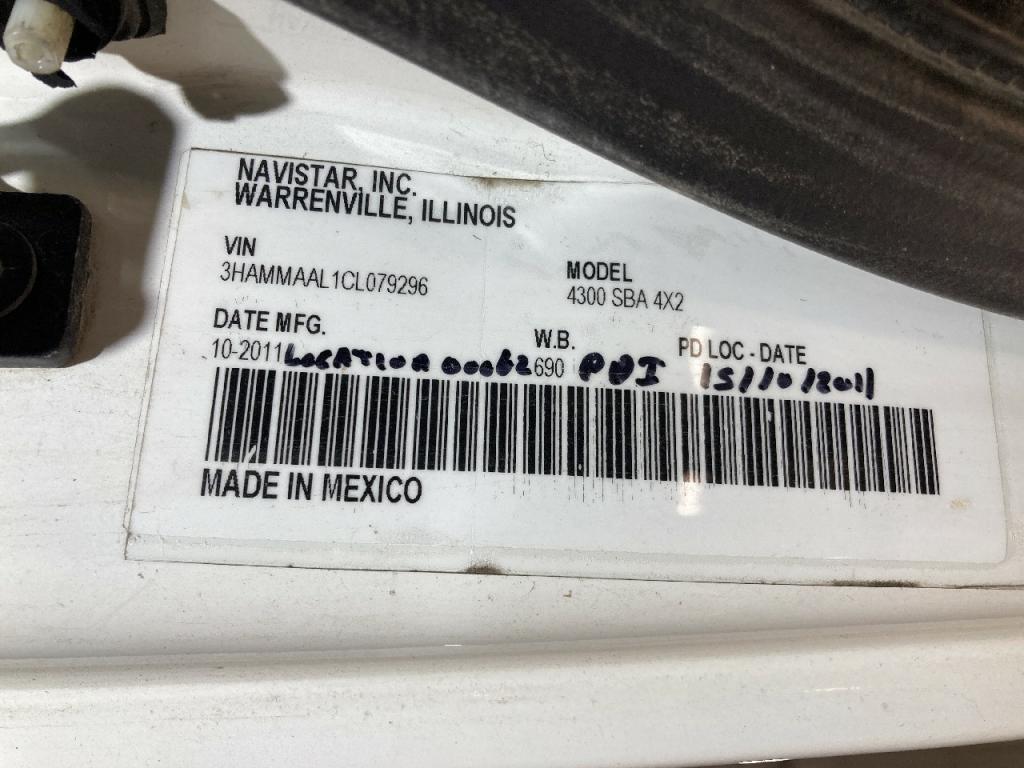 NAVISTAR, INC.
WARRENVILLE, ILLINOIS
VIN
3HAMMAAL1CL079296
MODEL
4300 SBA 4X2
DATE MFG.
W.B.
PD LOC - DATE
10-2011 LOCATION 00062 690 PDI 15/10/2011
MADE IN MEXICO